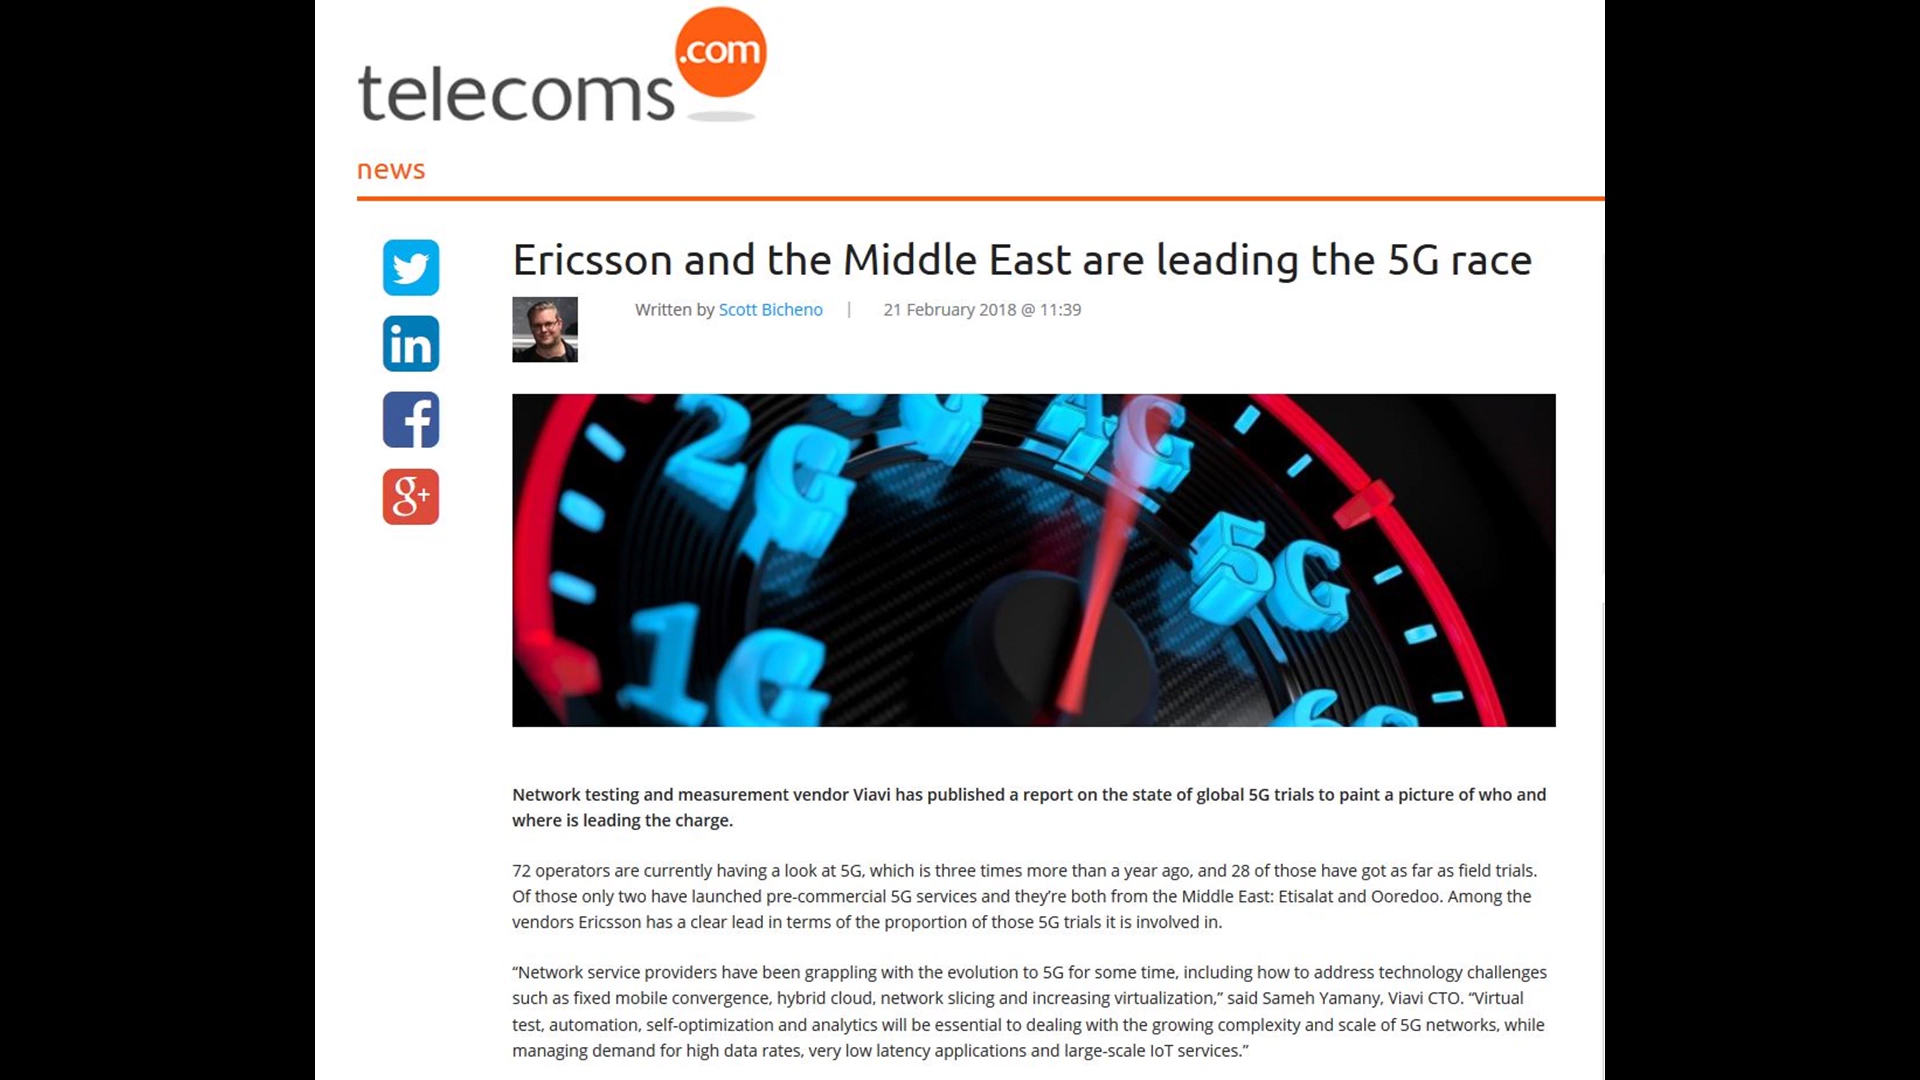 telecoms.com
news
Ericsson and the Middle East are leading the 5G race
Written by Scott Bicheno | 21 February 2018 @ 11:39
2G
4G
5G
1G
Network testing and measurement vendor Viavi has published a report on the state of global 5G trials to paint a picture of who and
where is leading the charge.
72 operators are currently having a look at 5G, which is three times more than a year ago, and 28 of those have got as far as field trials.
Of those only two have launched pre-commercial 5G services and they’re both from the Middle East: Etisalat and Ooredoo. Among the
vendors Ericsson has a clear lead in terms of the proportion of those 5G trials it is involved in.
“Network service providers have been grappling with the evolution to 5G for some time, including how to address technology challenges
such as fixed mobile convergence, hybrid cloud, network slicing and increasing virtualization,” said Sameh Yamany, Viavi CTO. “Virtual
test, automation, self-optimization and analytics will be essential to dealing with the growing complexity and scale of 5G networks, while
managing demand for high data rates, very low latency applications and large-scale IoT services.”